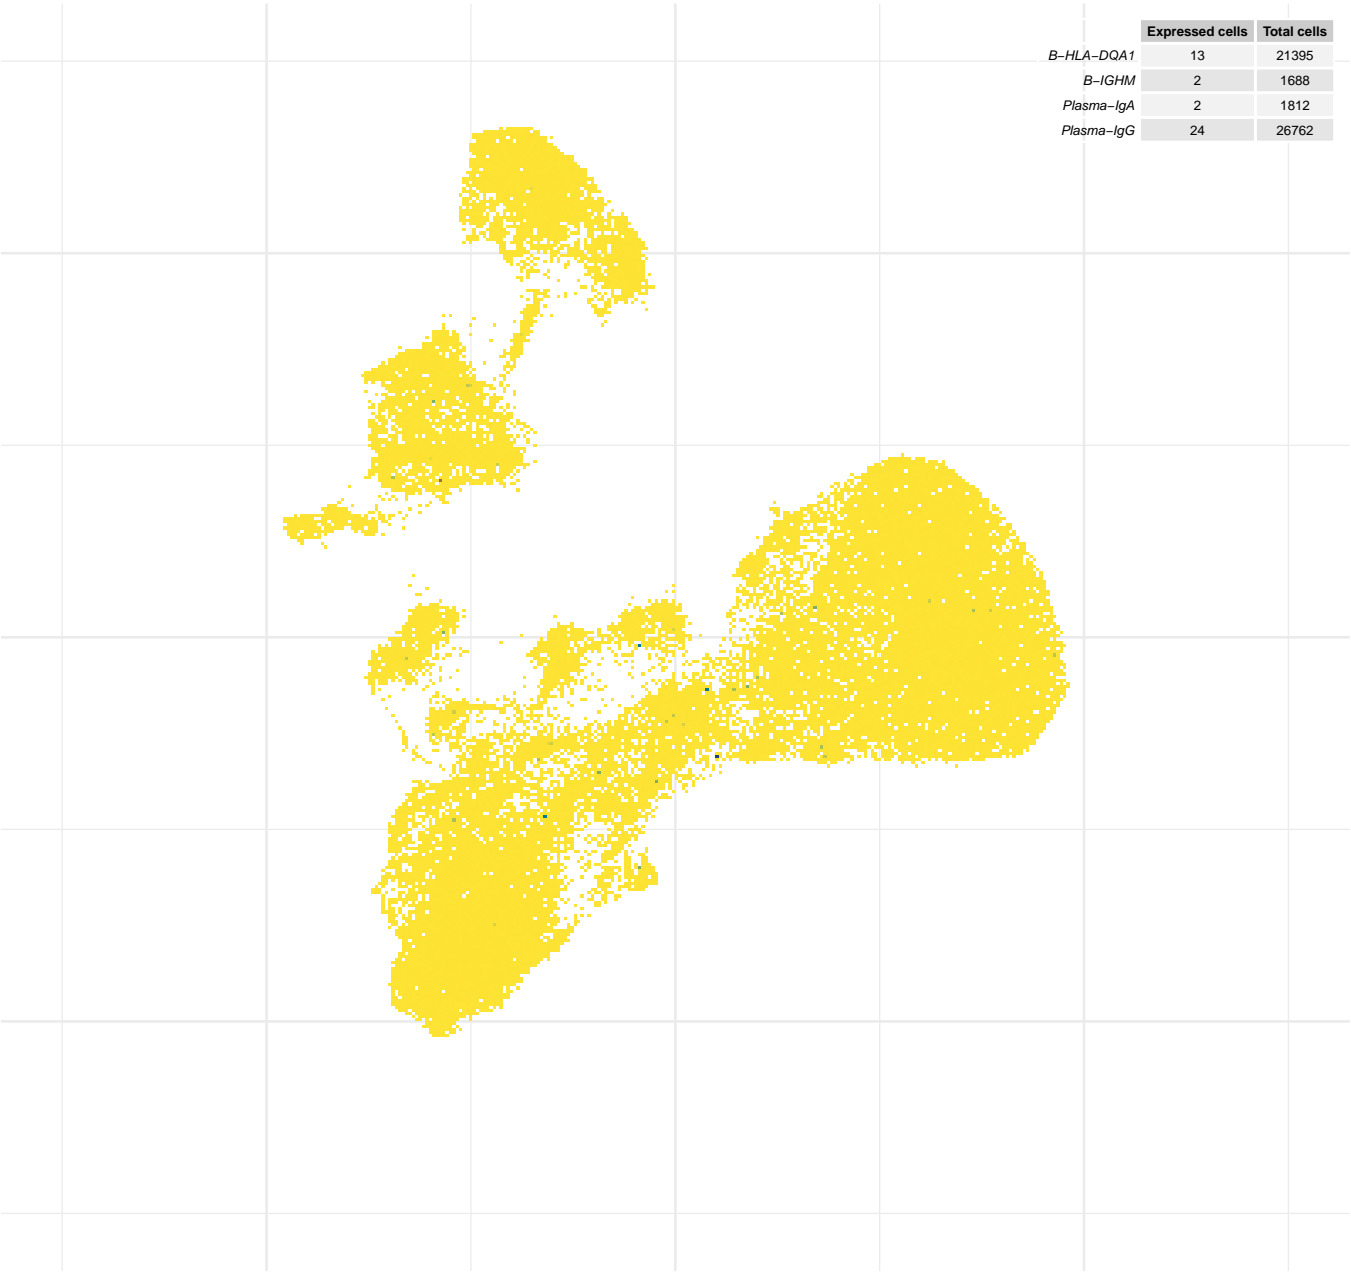 Expressed cells Total cells
B−HLA−DQA1 13 21395
B−IGHM 2 1688
Plasma−IgA 2 1812
Plasma−IgG 24 26762